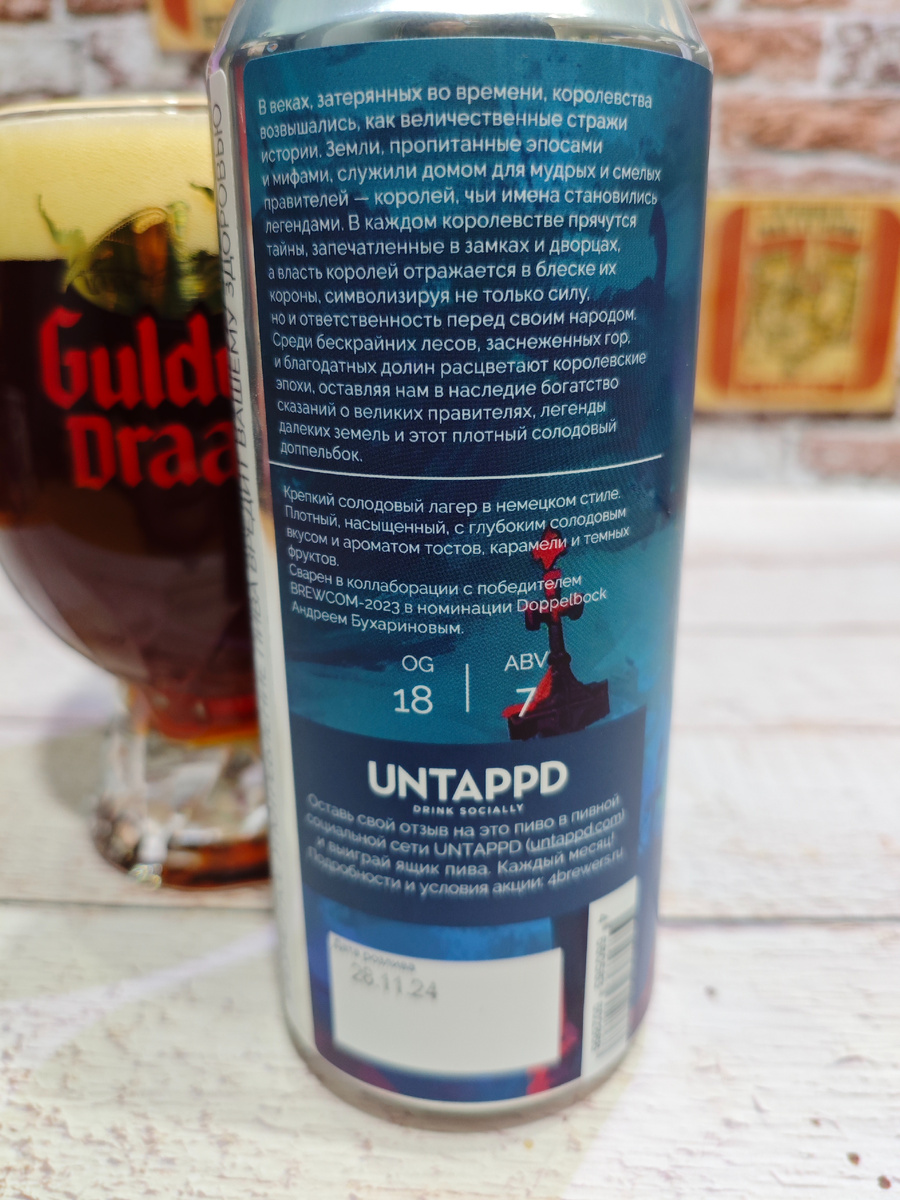 В веках, затерянных во времени, королевства
возвышались, как величественные стражи
истории. Земли, пропитанные эпосами
и мифами, служили домом для мудрых и смелых
правителей — королей, чьи имена становились
легендами. В каждом королевстве прячутся
тайны, запечатленные в замках и дворцах,
а власть королей отражается в блеске их
короны, символизируя не только силу,
но и ответственность перед своим народом.
Среди бескрайних лесов, заснеженных гор,
и благодатных долин расцветают королевские
эпохи, оставляя нам в наследие богатство
сказаний о великих правителях, легенды
далеких земель и этот плотный солодовый
доппельбок.
Крепкий солодовый лагер в немецком стиле.
Плотный, насыщенный, с глубоким солодовым
вкусом и ароматом тостов, карамели и темных
фруктов.
Сварен в коллаборации с победителем
BREWCOM-2023 в номинации Doppelbock
Андреем Бухариновым.
OG
18
ABV
7
UNTAPPD
DRINK SOCIALLY
Оставь свой отзыв на это пиво в пивной
социальной сети UNTAPPD (untappd.com)
и выиграй ящик пива. Каждый месяц!
Подробности и условия акции: 4brewers.ru
Дата розлива
28.11.24
ВРЕДИТ ВАШЕМУ ЗДОРОВЬЮ
Gulde
Draa